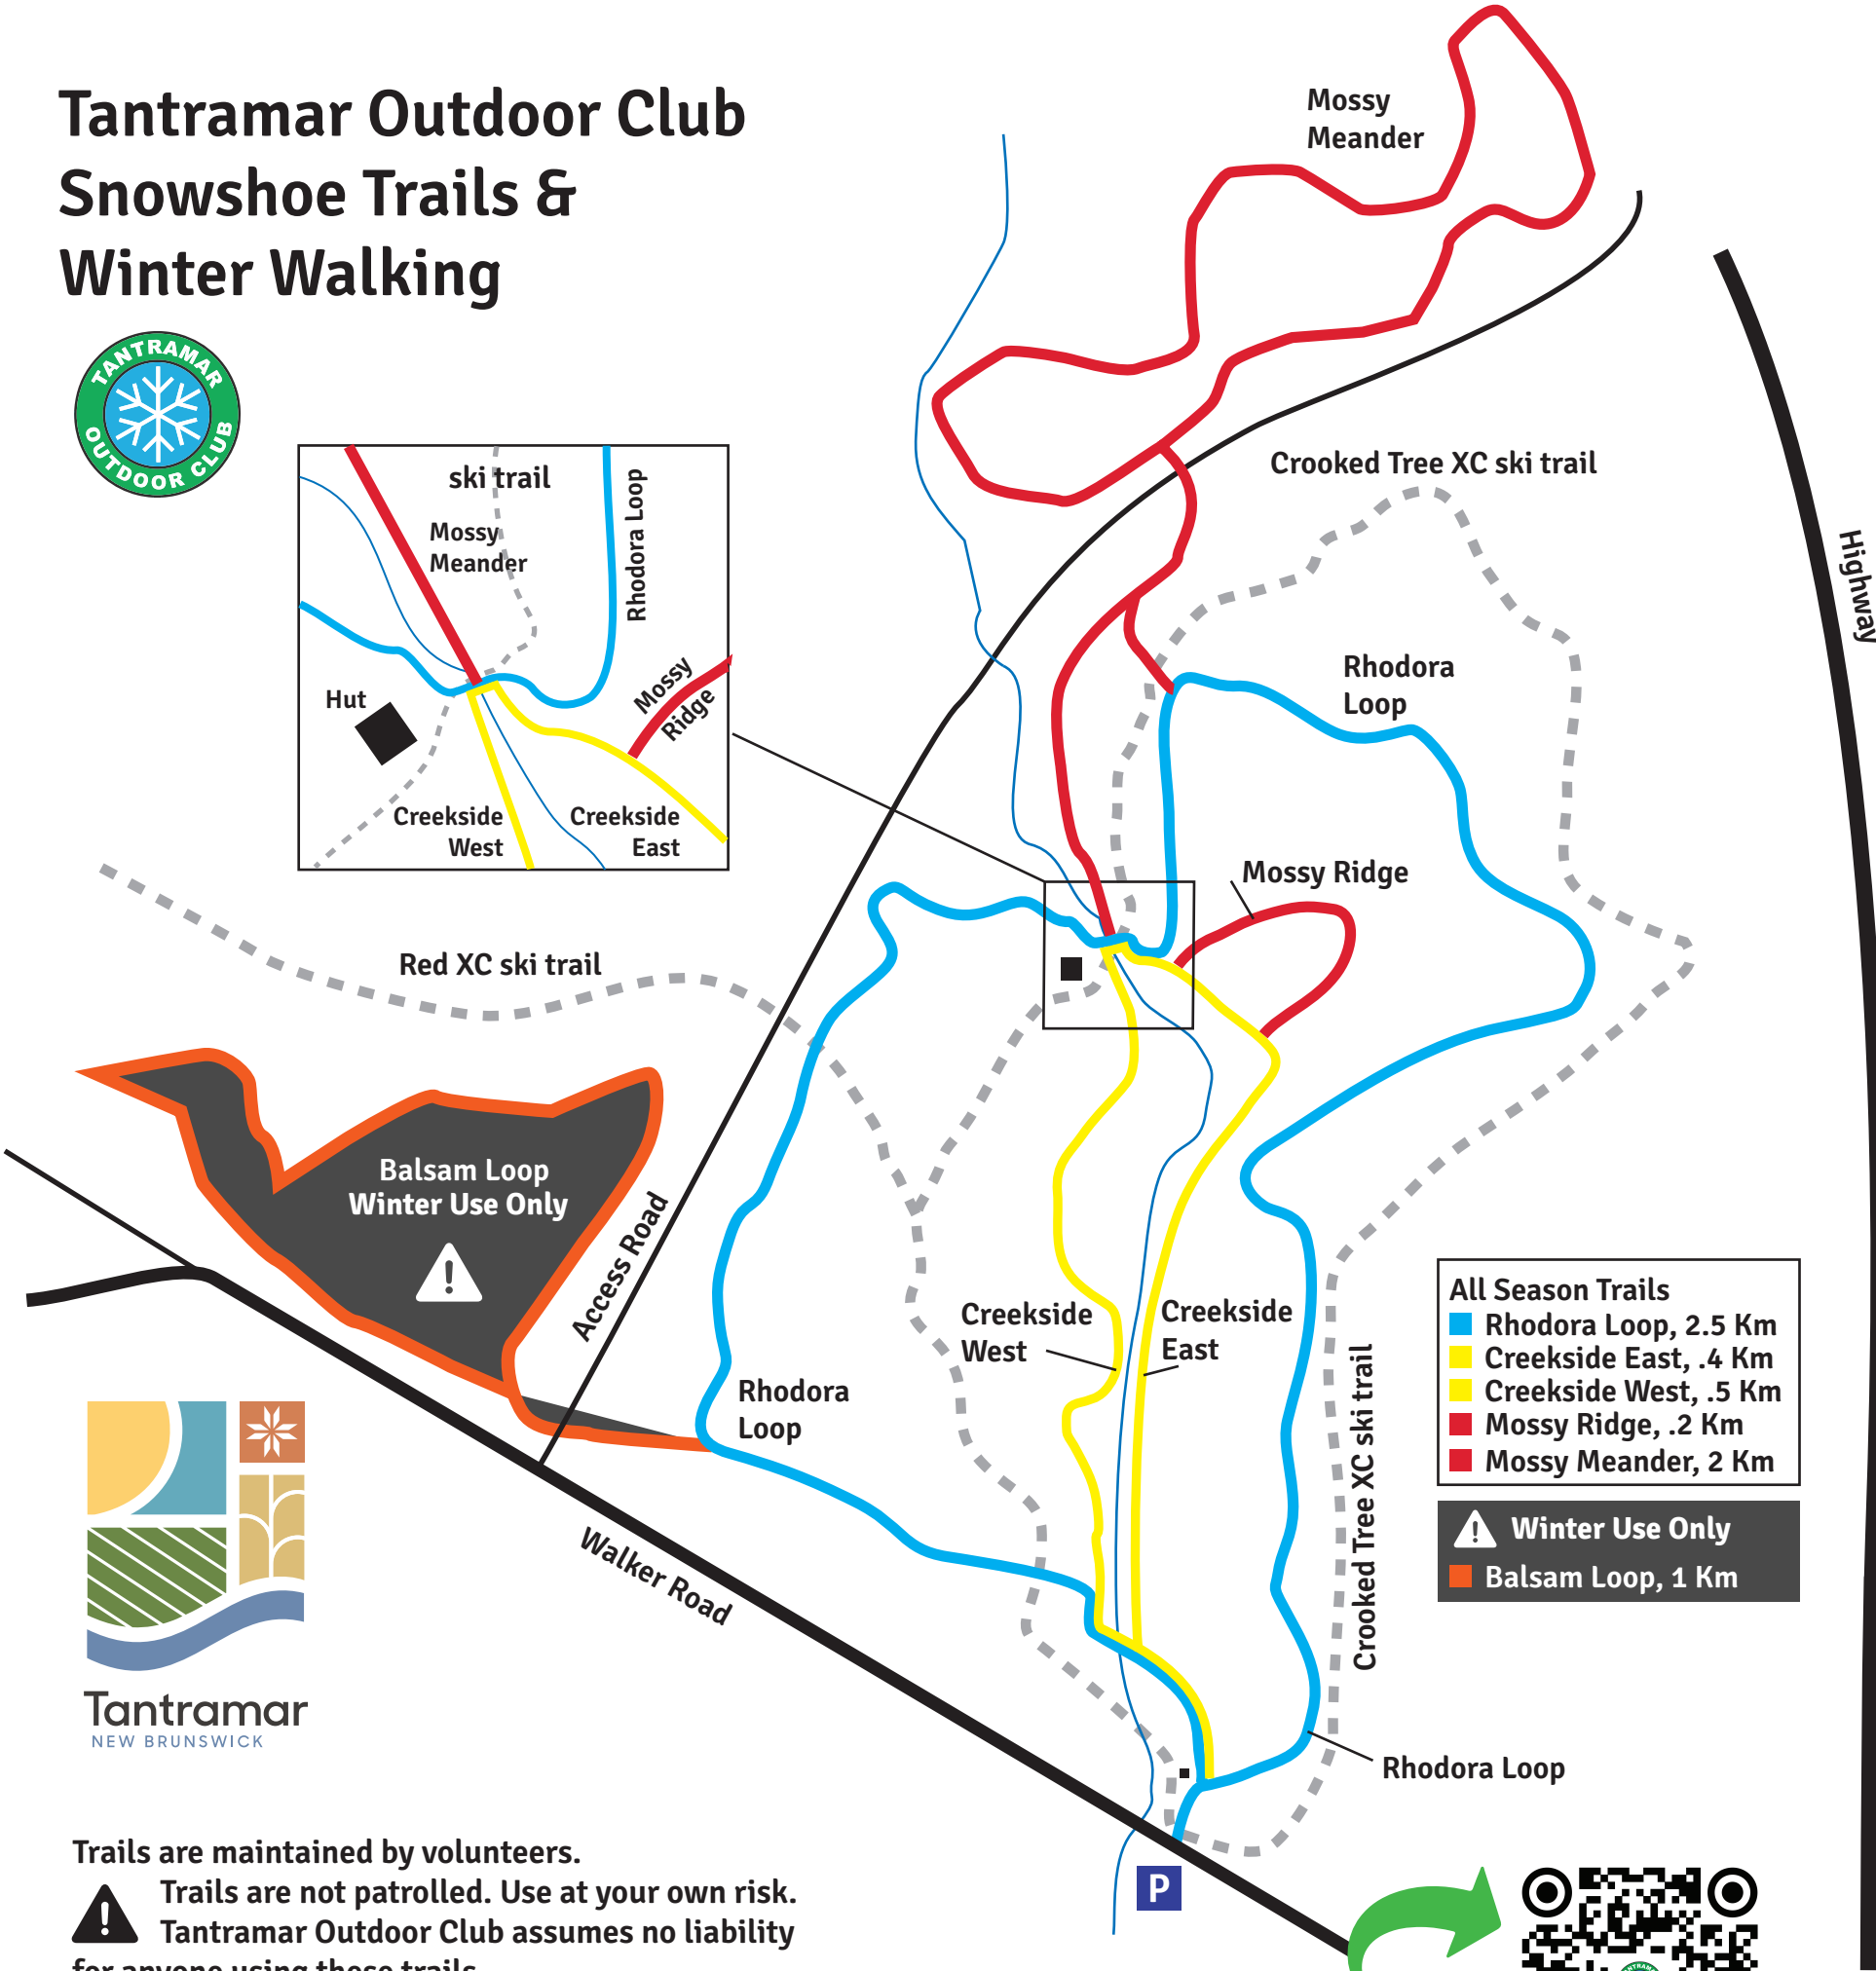 Tantramar Outdoor Club
Snowshoe Trails &
Winter Walking
TANTRAMAR
OUTDOOR CLUB
Mossy
Meander
ski trail
Mossy
Meander
Rhodora Loop
Hut
Mossy
Ridge
Creekside
West
Creekside
East
Crooked Tree XC ski trail
Highway
Rhodora
Loop
Mossy Ridge
Red XC ski trail
Balsam Loop
Winter Use Only
!
Access Road
Creekside
West
Creekside
East
Rhodora
Loop
Walker Road
Crooked Tree XC ski trail
All Season Trails
Rhodora Loop, 2.5 Km
Creekside East, .4 Km
Creekside West, .5 Km
Mossy Ridge, .2 Km
Mossy Meander, 2 Km
! Winter Use Only
Balsam Loop, 1 Km
Rhodora Loop
Tantramar
NEW BRUNSWICK
P
Trails are maintained by volunteers.
! Trails are not patrolled. Use at your own risk.
Tantramar Outdoor Club assumes no liability
for anyone using these trails